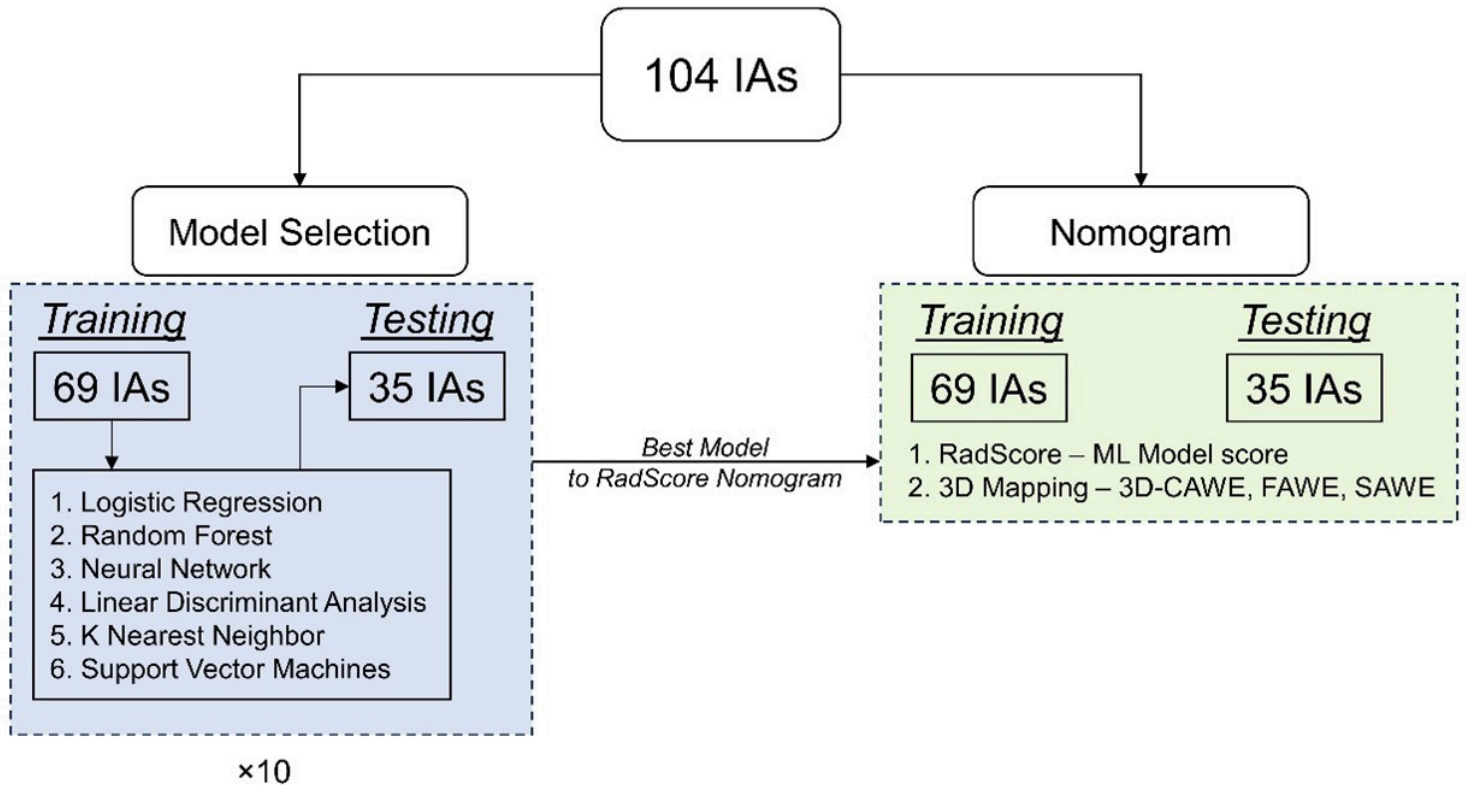 104 IAs
Model Selection
Training
Testing
69 IAs
35 IAs
1. Logistic Regression
2. Random Forest
3. Neural Network
4. Linear Discriminant Analysis
5. K Nearest Neighbor
6. Support Vector Machines
×10
Best Model
to RadScore Nomogram
Nomogram
Training
Testing
69 IAs
35 IAs
1. RadScore – ML Model score
2. 3D Mapping – 3D-CAWE, FAWE, SAWE